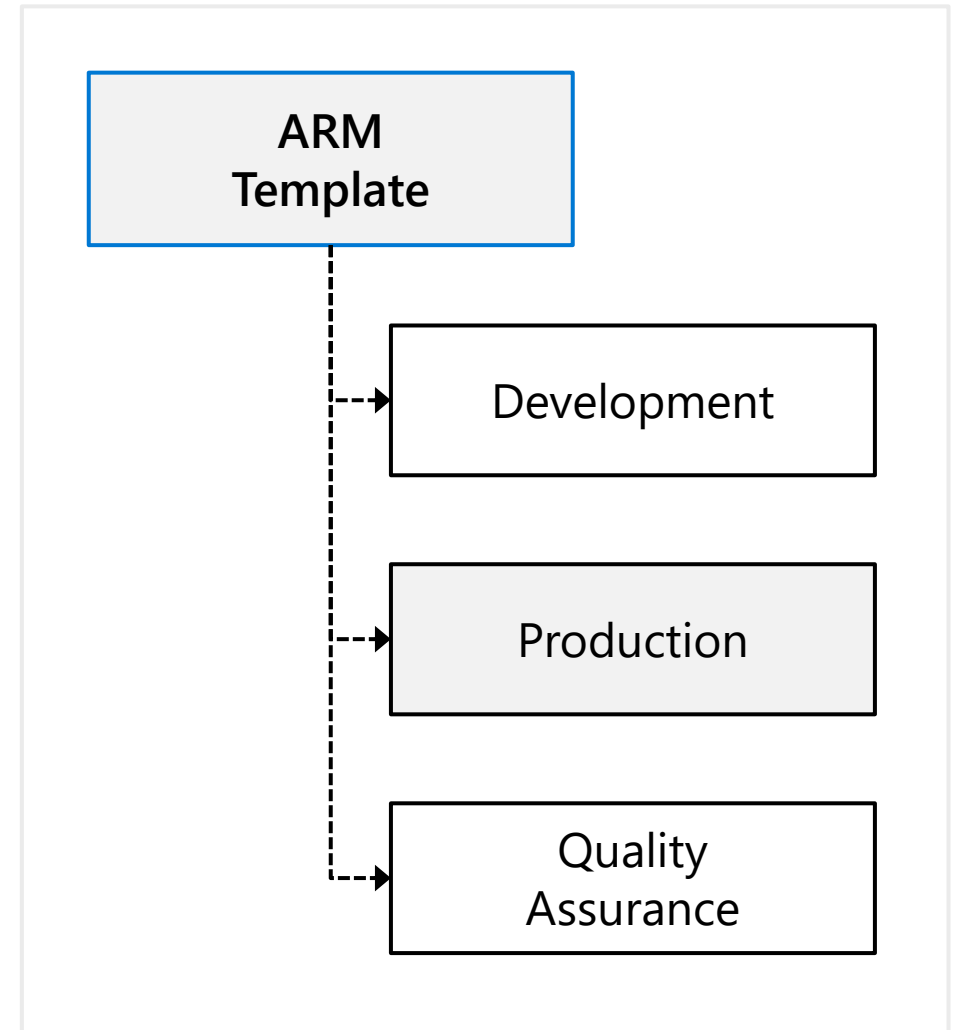 ARM
Template
Development
Production
Quality
Assurance